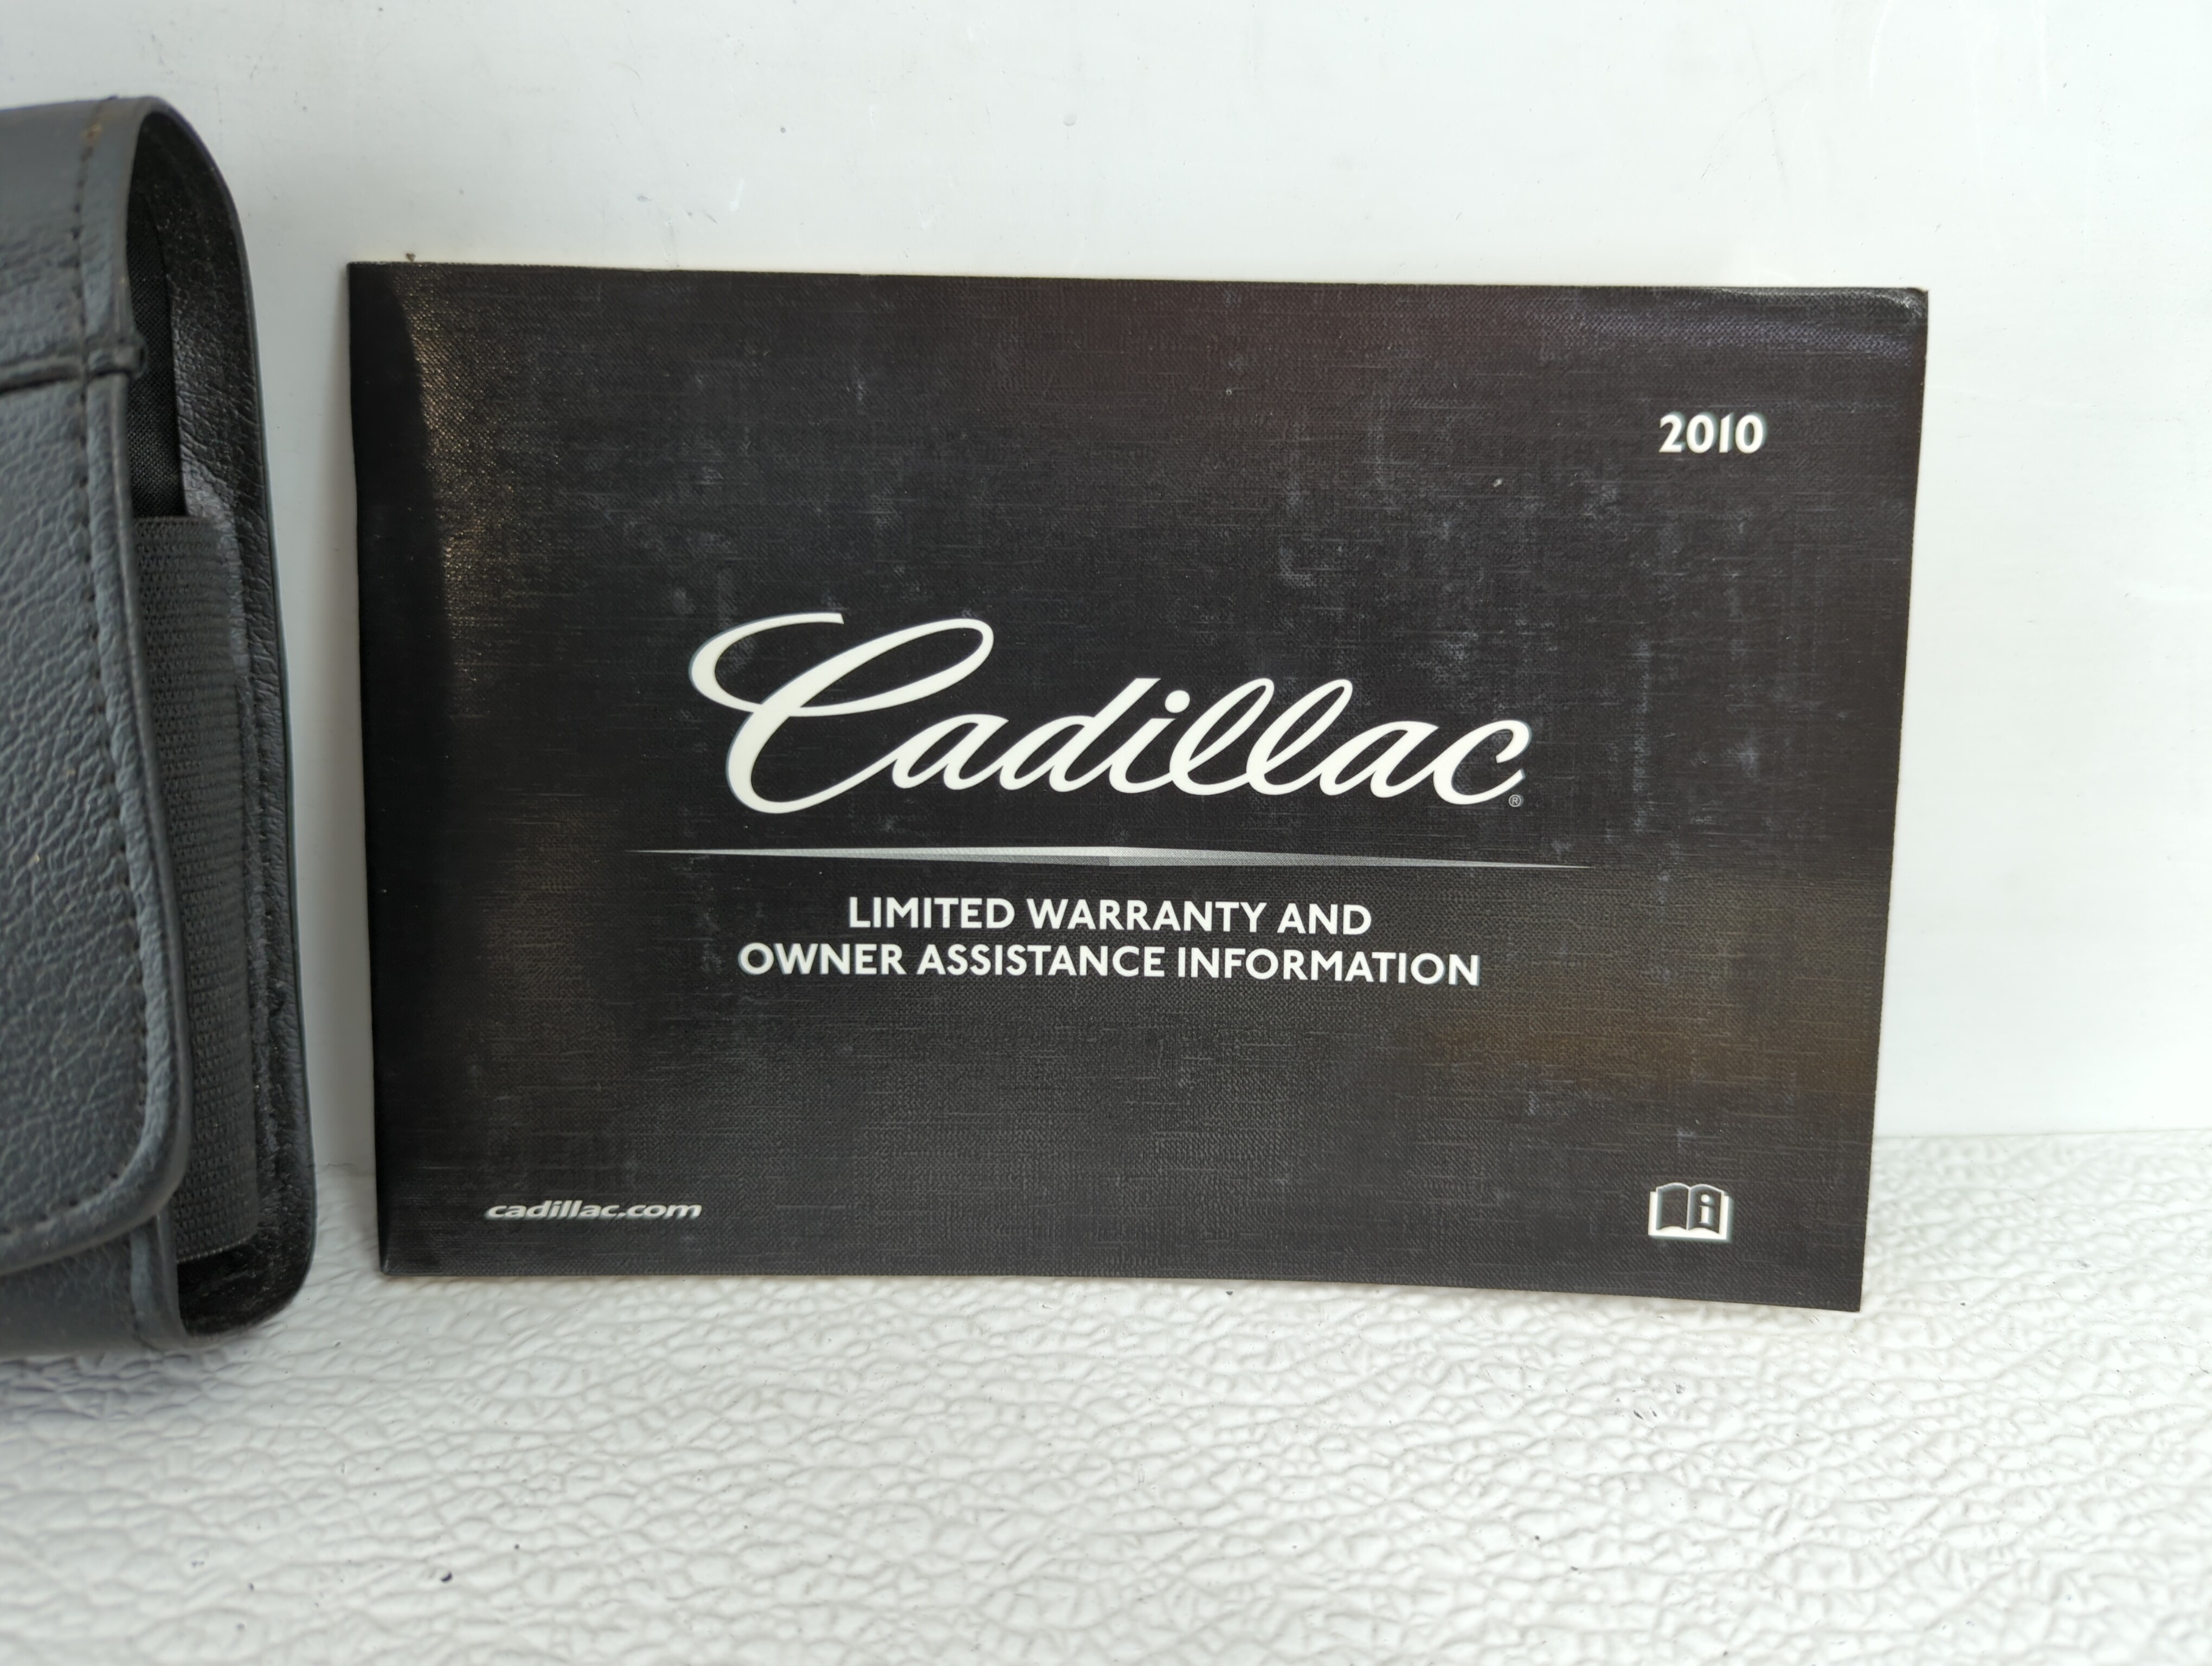 2010
Cadillac®
LIMITED WARRANTY AND
OWNER ASSISTANCE INFORMATION
cadillac.com
i